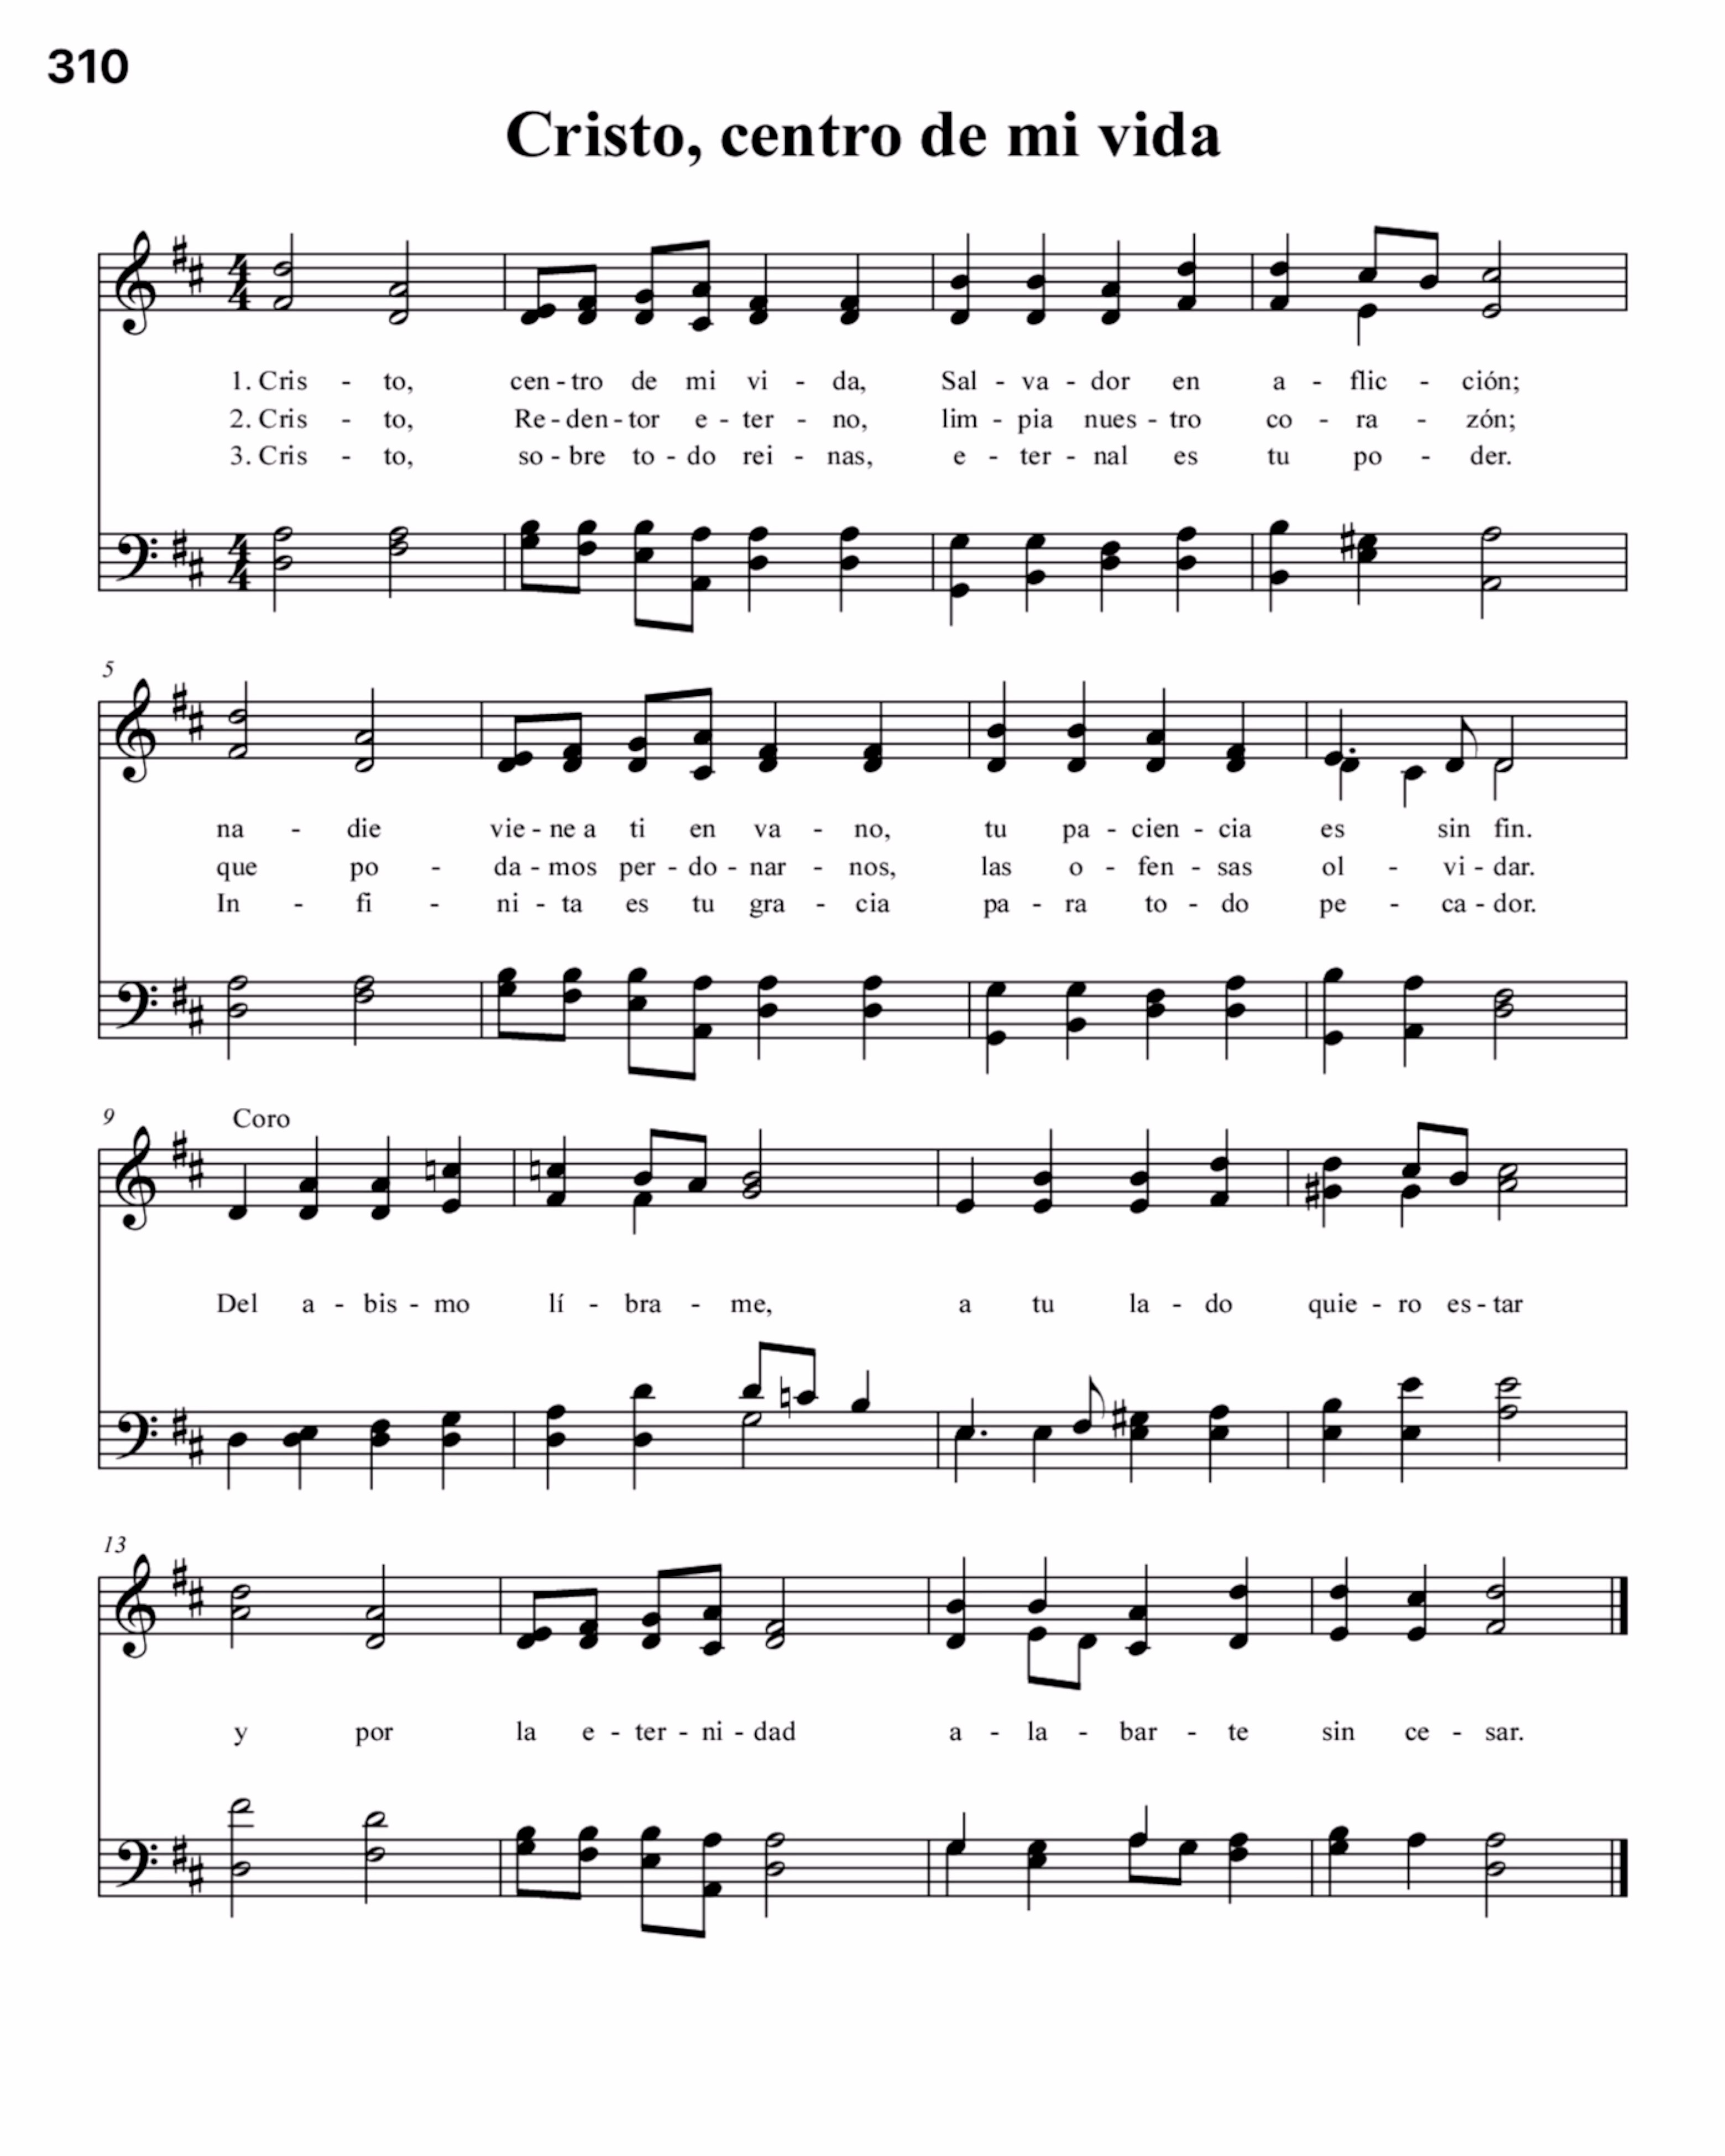 310
Cristo, centro de mi vida
1. Cris - to, cen - tro de mi vi - da, Sal - va - dor en a - flic - ción;
2. Cris - to, Re - den - tor e - ter - no, lim - pia nues - tro co - ra - zón;
3. Cris - to, so - bre to - do rei - nas, e - ter - nal es tu po - der.
5
na - die vie - ne a ti en va - no, tu pa - cien - cia es sin fin.
que po - da - mos per - do - nar - nos, las o - fen - sas ol - vi - dar.
In - fi - ni - ta es tu gra - cia pa - ra to - do pe - ca - dor.
9
Coro
Del a - bis - mo lí - bra - me, a tu la - do quie - ro es - tar
13
y por la e - ter - ni - dad a - la - bar - te sin ce - sar.